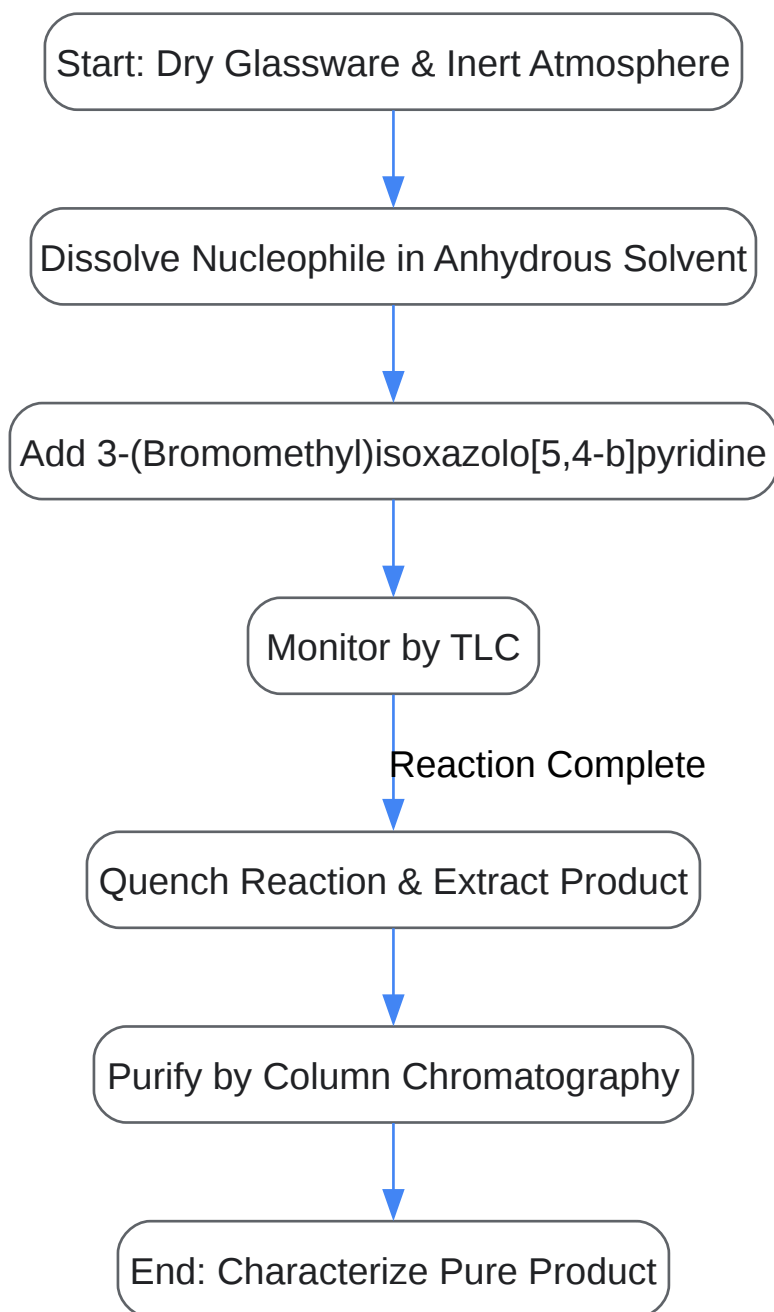 Start: Dry Glassware & Inert Atmosphere
Dissolve Nucleophile in Anhydrous Solvent
Add 3-(Bromomethyl)isoxazolo[5,4-b]pyridine
Monitor by TLC
Reaction Complete
Quench Reaction & Extract Product
Purify by Column Chromatography
End: Characterize Pure Product